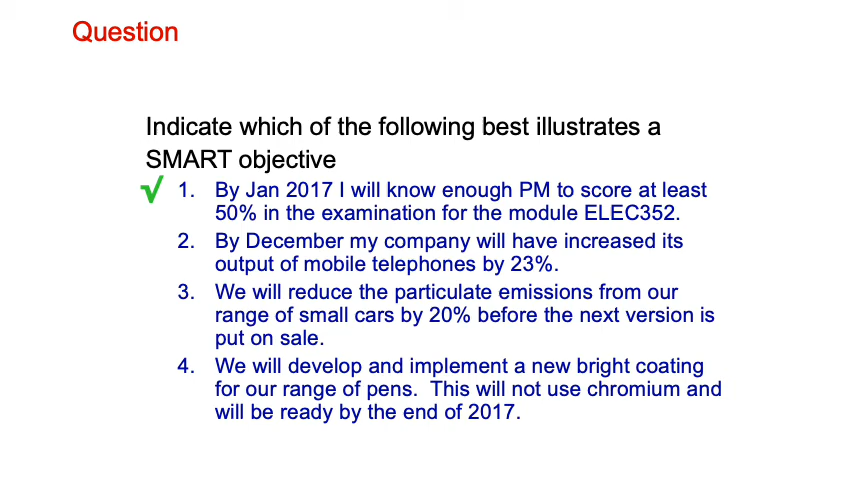 Question
Indicate which of the following best illustrates a
SMART objective
√ 1. By Jan 2017 I will know enough PM to score at least
50% in the examination for the module ELEC352.
2. By December my company will have increased its
output of mobile telephones by 23%.
3. We will reduce the particulate emissions from our
range of small cars by 20% before the next version is
put on sale.
4. We will develop and implement a new bright coating
for our range of pens.  This will not use chromium and
will be ready by the end of 2017.